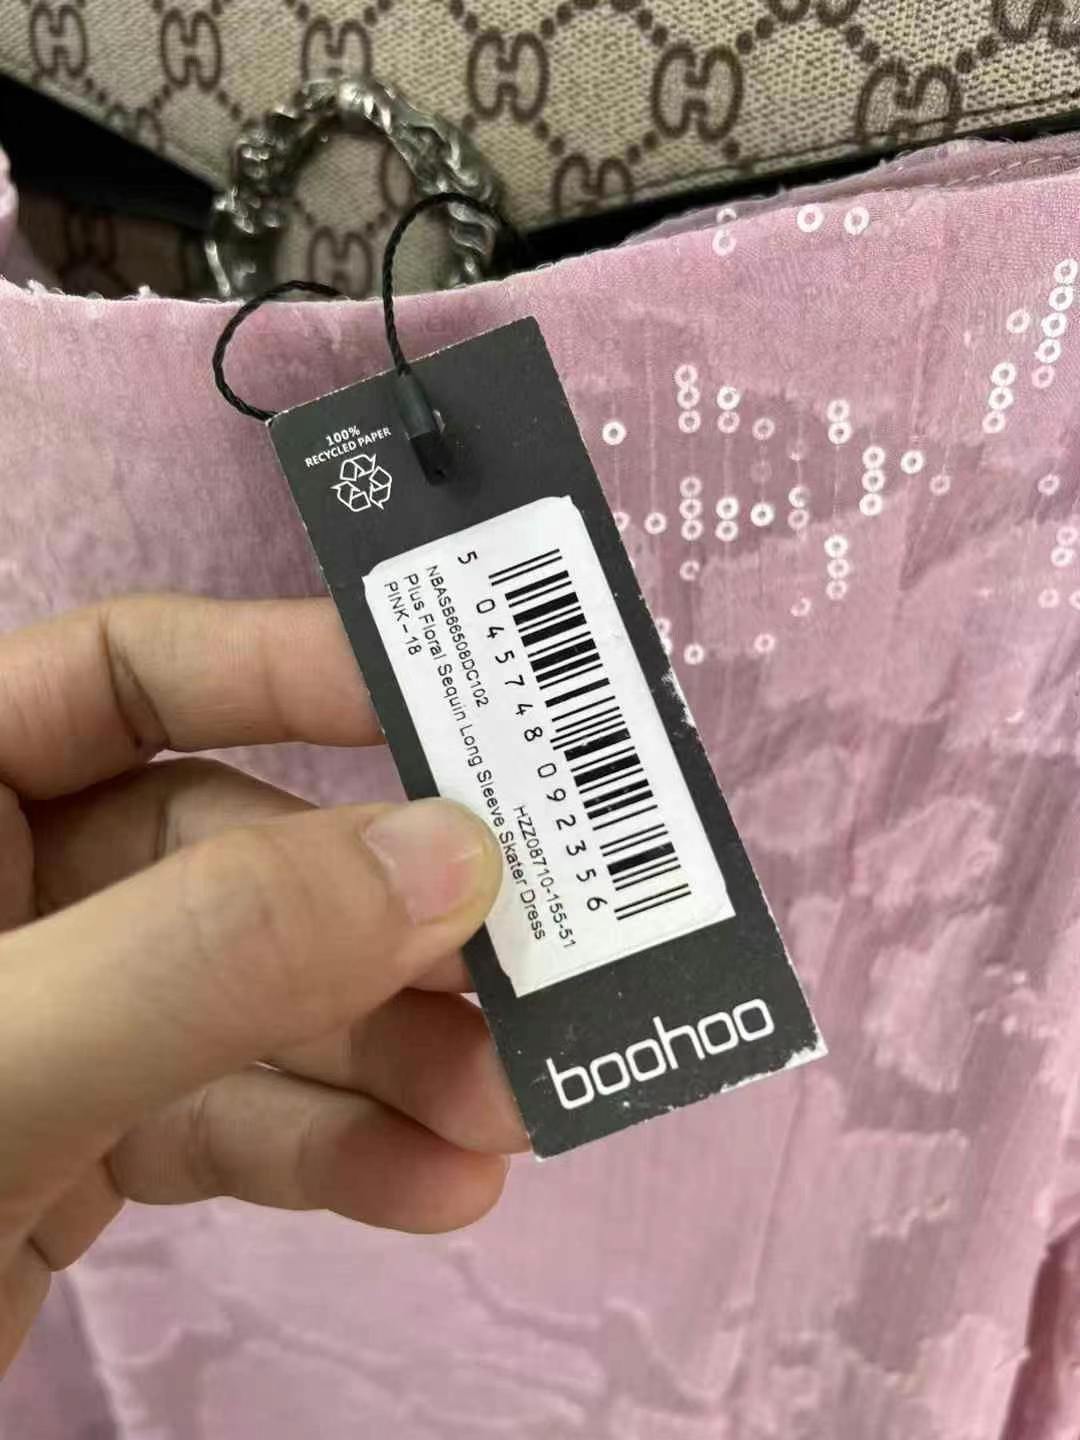 100%
RECYCLED PAPER
5 045748 092356
NBASB66508DC102
HZZ08710-155-51
Plus Floral Sequin Long Sleeve Skater Dress
PINK - 18
boohoo